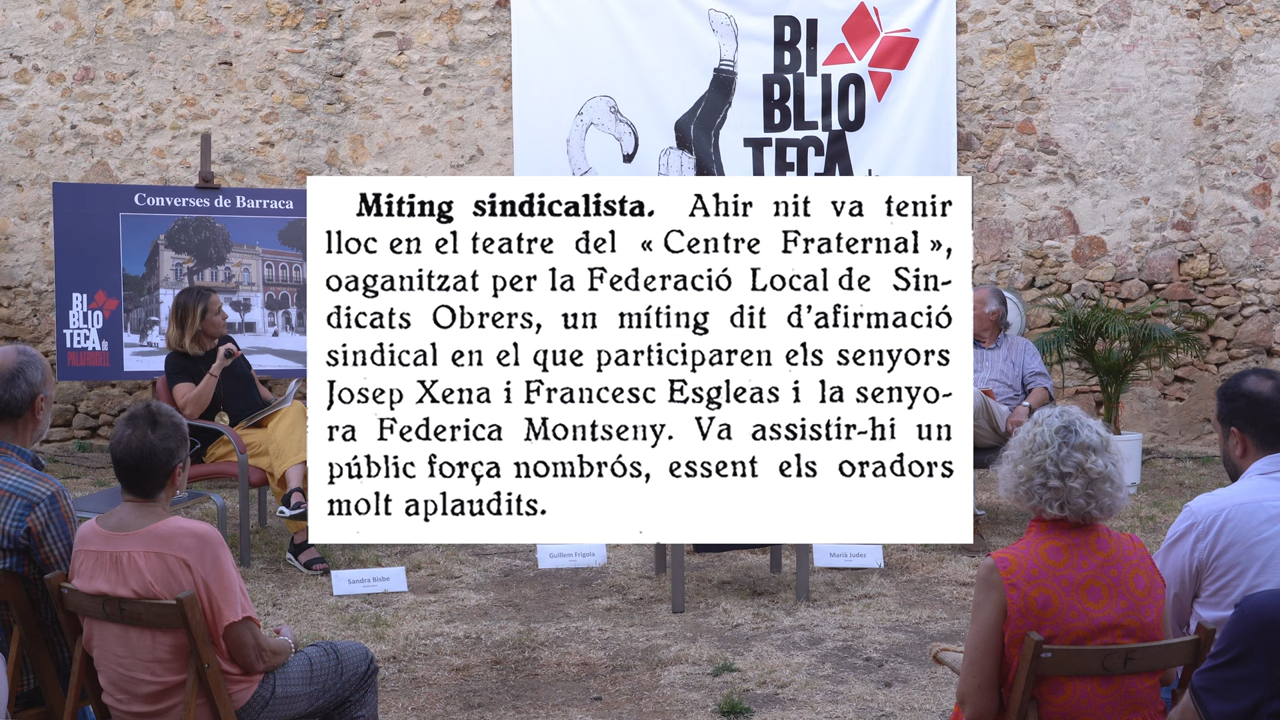 BI
BLIO
TECA
Converses de Barraca
BI
BLIO
TECA de
PALAFRUGELL
Míting sindicalista. Ahir nit va tenir
lloc en el teatre del « Centre Fraternal »,
oaganitzat per la Federació Local de Sin-
dicats Obrers, un míting dit d'afirmació
sindical en el que participaren els senyors
Josep Xena i Francesc Esgleas i la senyo-
ra Federica Montseny. Va assistir-hi un
públic força nombrós, essent els oradors
molt aplaudits.
Sandra Bisbe
Guillem Frigola
Marià Judez